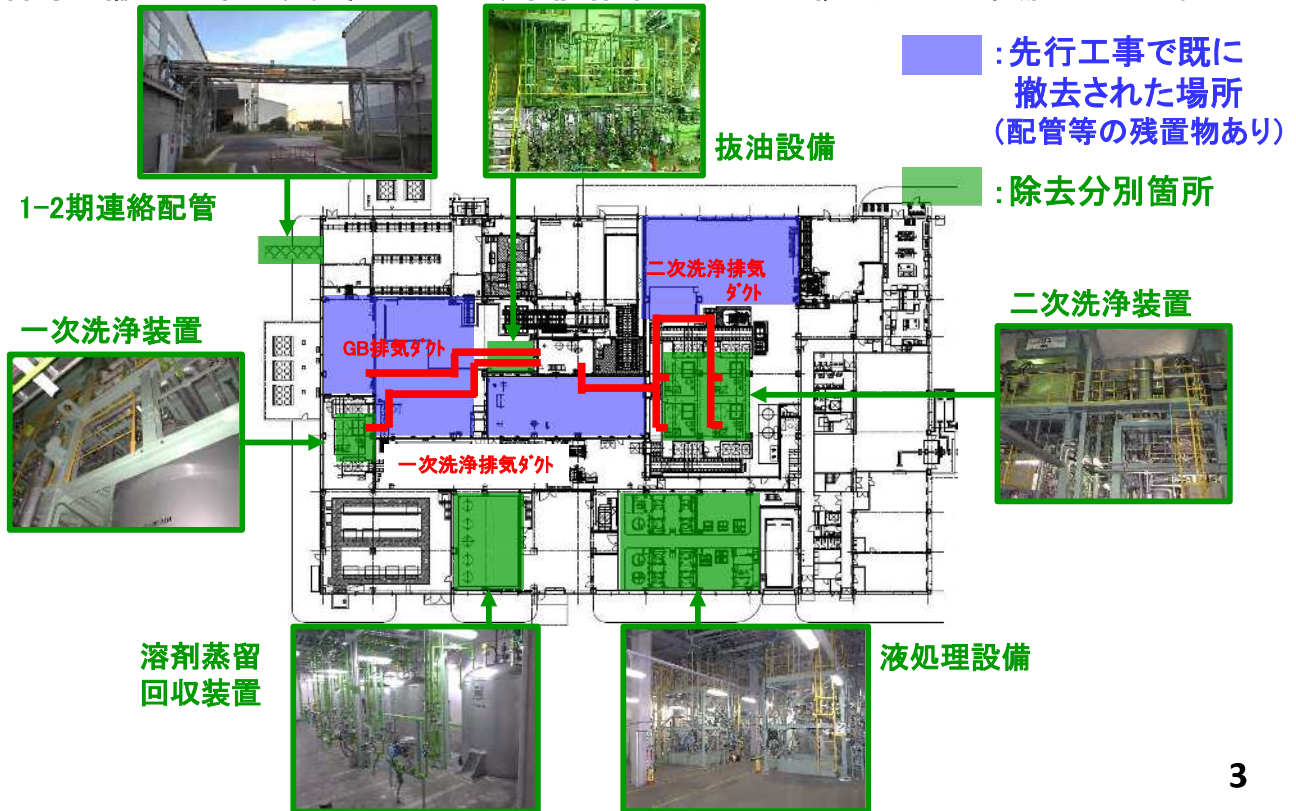 :先行工事で既に
撤去された場所
(配管等の残置物あり)
抜油設備
:除去分別箇所
1-2期連絡配管
二次洗浄排気
ダクト
二次洗浄装置
一次洗浄装置
GB排気ダクト
一次洗浄排気ダクト
溶剤蒸留
回収装置
液処理設備
3